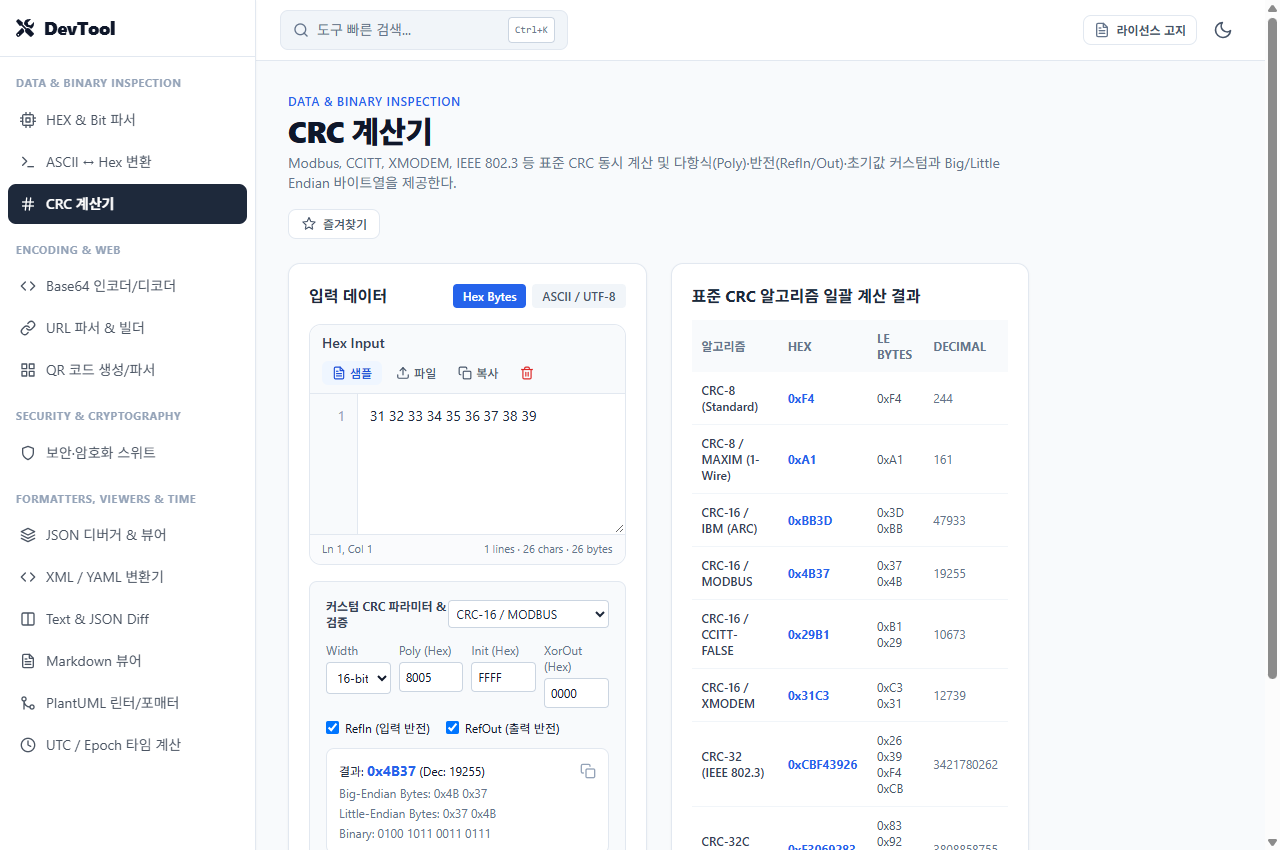 DevTool
도구 빠른 검색...
Ctrl+K
라이선스 고지
DATA & BINARY INSPECTION
HEX & Bit 파서
ASCII ↔ Hex 변환
CRC 계산기
ENCODING & WEB
Base64 인코더/디코더
URL 파서 & 빌더
QR 코드 생성/파서
SECURITY & CRYPTOGRAPHY
보안·암호화 스위트
FORMATTERS, VIEWERS & TIME
JSON 디버거 & 뷰어
XML / YAML 변환기
Text & JSON Diff
Markdown 뷰어
PlantUML 린터/포매터
UTC / Epoch 타임 계산
DATA & BINARY INSPECTION
CRC 계산기
Modbus, CCITT, XMODEM, IEEE 802.3 등 표준 CRC 동시 계산 및 다항식(Poly)·반전(RefIn/Out)·초기값 커스텀과 Big/Little
Endian 바이트열을 제공한다.
즐겨찾기
입력 데이터
Hex Bytes
ASCII / UTF-8
Hex Input
샘플
파일
복사
1
31 32 33 34 35 36 37 38 39
Ln 1, Col 1
1 lines · 26 chars · 26 bytes
커스텀 CRC 파라미터 &
검증
CRC-16 / MODBUS
Width
Poly (Hex)
Init (Hex)
XorOut
(Hex)
16-bit
8005
FFFF
0000
RefIn (입력 반전)
RefOut (출력 반전)
결과: 0x4B37 (Dec: 19255)
Big-Endian Bytes: 0x4B 0x37
Little-Endian Bytes: 0x37 0x4B
Binary: 0100 1011 0011 0111
표준 CRC 알고리즘 일괄 계산 결과
알고리즘
HEX
LE
BYTES
DECIMAL
CRC-8
(Standard)
0xF4
0xF4
244
CRC-8 /
MAXIM (1-
Wire)
0xA1
0xA1
161
CRC-16 /
IBM (ARC)
0xBB3D
0x3D
0xBB
47933
CRC-16 /
MODBUS
0x4B37
0x37
0x4B
19255
CRC-16 /
CCITT-
FALSE
0x29B1
0xB1
0x29
10673
CRC-16 /
XMODEM
0x31C3
0xC3
0x31
12739
CRC-32
(IEEE 802.3)
0xCBF43926
0x26
0x39
0xF4
0xCB
3421780262
CRC-32C
0xE3069283
0x83
0x92
3808858755